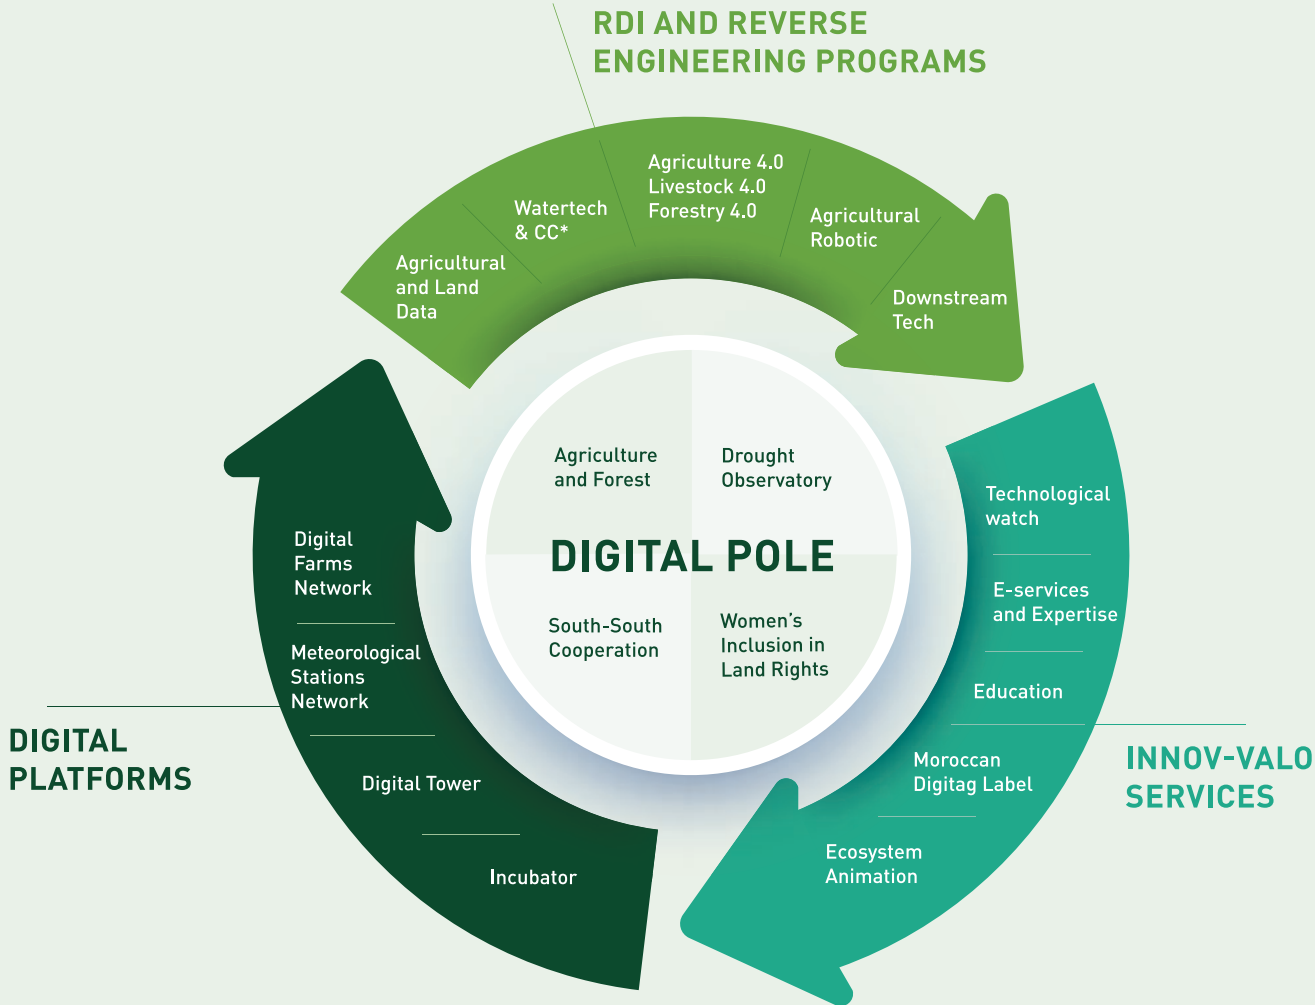 RDI AND REVERSE
ENGINEERING PROGRAMS
Agricultural
and Land
Data
Watertech
& CC*
Agriculture 4.0
Livestock 4.0
Forestry 4.0
Agricultural
Robotic
Downstream
Tech
Agriculture
and Forest
Drought
Observatory
DIGITAL POLE
South-South
Cooperation
Women’s
Inclusion in
Land Rights
Technological
watch
E-services
and Expertise
Education
Moroccan
Digitag Label
Ecosystem
Animation
INNOV-VALO
SERVICES
Digital
Farms
Network
Meteorological
Stations
Network
Digital Tower
Incubator
DIGITAL
PLATFORMS